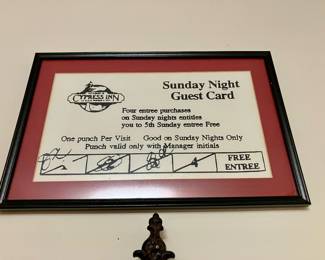 CYPRESS INN
Sunday Night
Guest Card
Four entree purchases
on Sunday nights entitles
you to 5th Sunday entree Free
One punch Per Visit Good on Sunday Nights Only
Punch valid only with Manager initials
4 FREE
ENTREE